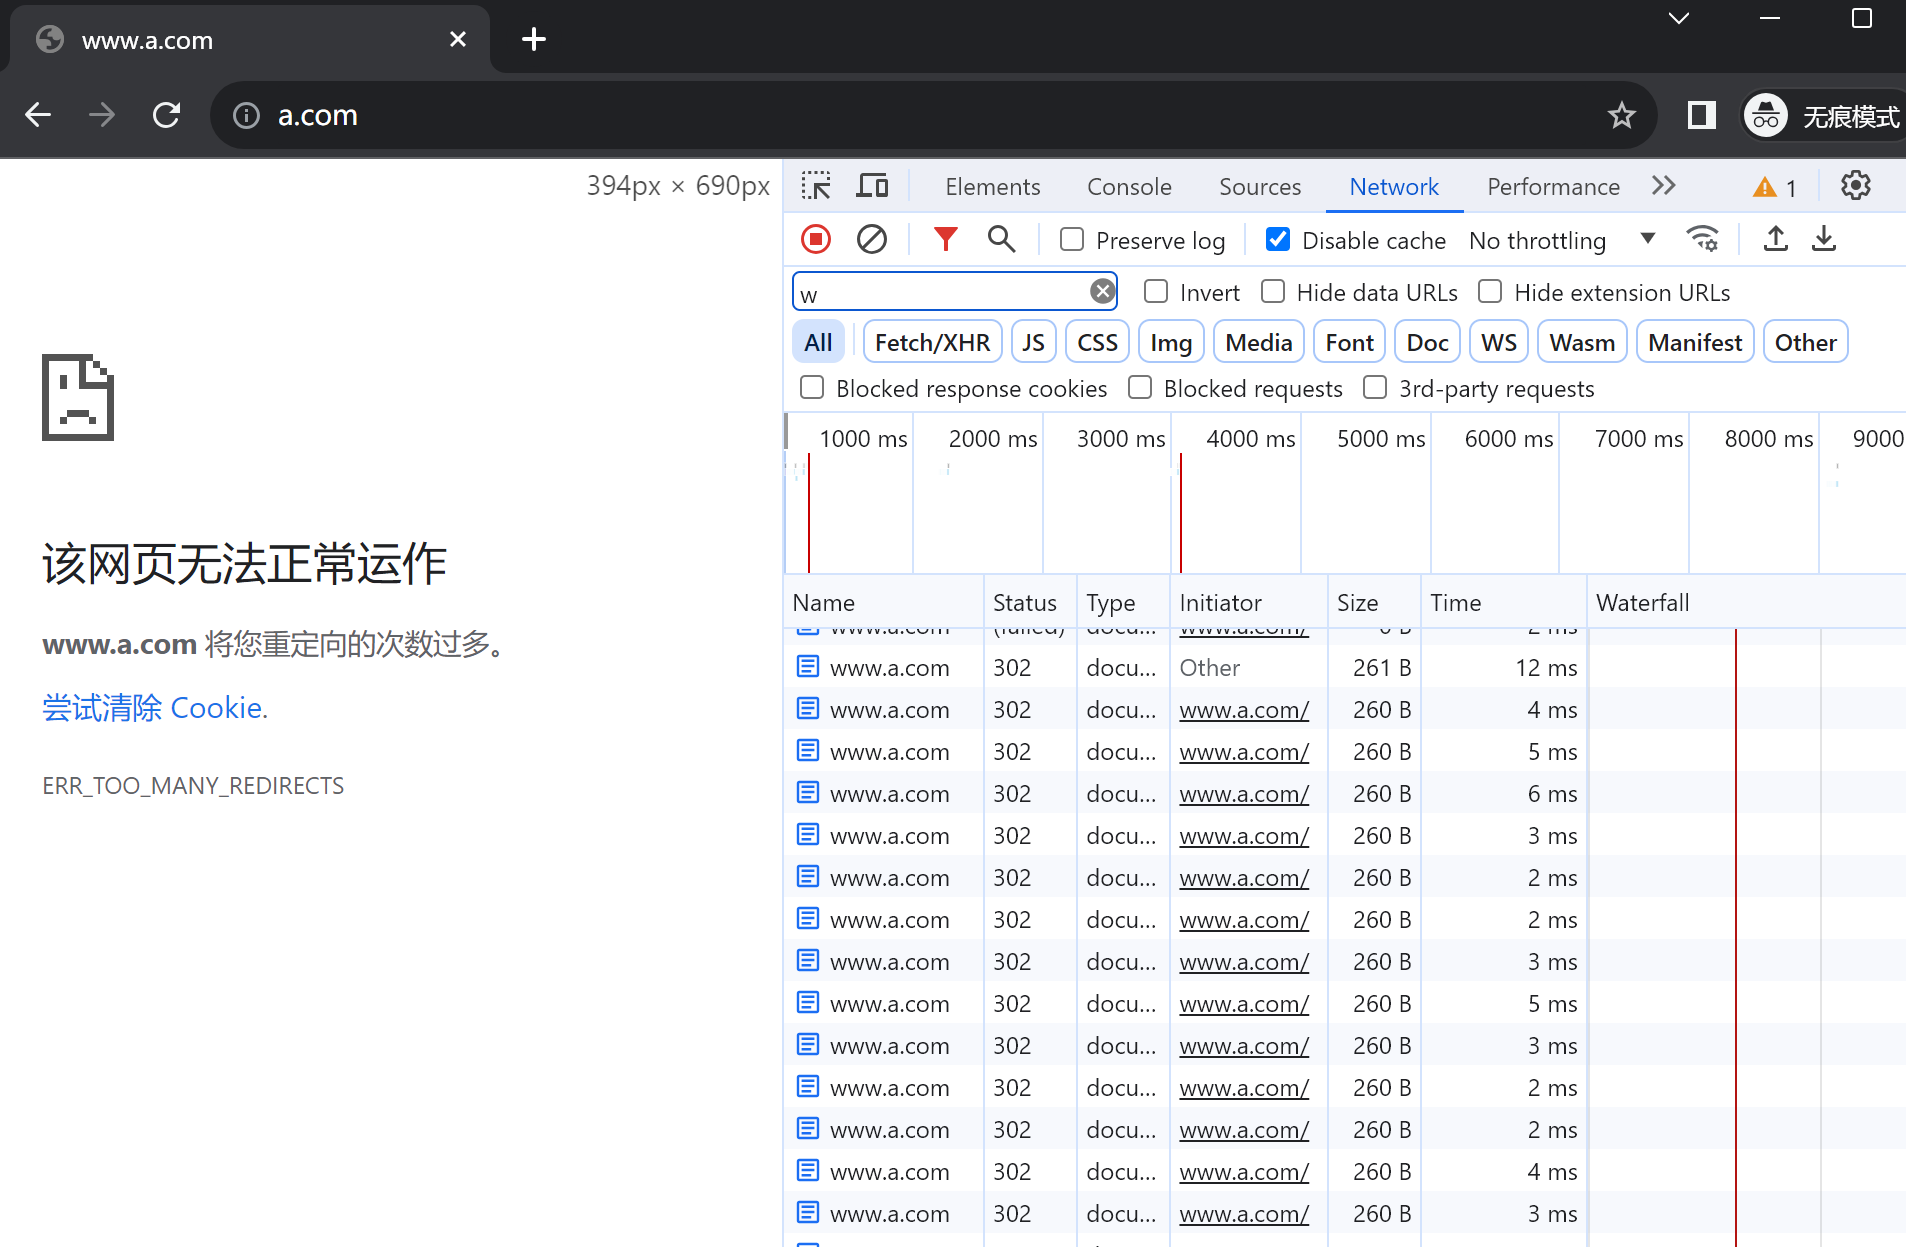 www.a.com
a.com
无痕模式
394px × 690px
Elements Console Sources Network Performance 1
Preserve log Disable cache No throttling
w Invert Hide data URLs Hide extension URLs
All Fetch/XHR JS CSS Img Media Font Doc WS Wasm Manifest Other
Blocked response cookies Blocked requests 3rd-party requests
1000 ms 2000 ms 3000 ms 4000 ms 5000 ms 6000 ms 7000 ms 8000 ms 9000
该网页无法正常运作
www.a.com 将您重定向的次数过多。
尝试清除 Cookie.
ERR_TOO_MANY_REDIRECTS
Name Status Type Initiator Size Time Waterfall
www.a.com (failed) docu... www.a.com/ 2 ms
www.a.com 302 docu... Other 261 B 12 ms
www.a.com 302 docu... www.a.com/ 260 B 4 ms
www.a.com 302 docu... www.a.com/ 260 B 5 ms
www.a.com 302 docu... www.a.com/ 260 B 6 ms
www.a.com 302 docu... www.a.com/ 260 B 3 ms
www.a.com 302 docu... www.a.com/ 260 B 2 ms
www.a.com 302 docu... www.a.com/ 260 B 2 ms
www.a.com 302 docu... www.a.com/ 260 B 3 ms
www.a.com 302 docu... www.a.com/ 260 B 5 ms
www.a.com 302 docu... www.a.com/ 260 B 3 ms
www.a.com 302 docu... www.a.com/ 260 B 2 ms
www.a.com 302 docu... www.a.com/ 260 B 2 ms
www.a.com 302 docu... www.a.com/ 260 B 4 ms
www.a.com 302 docu... www.a.com/ 260 B 3 ms